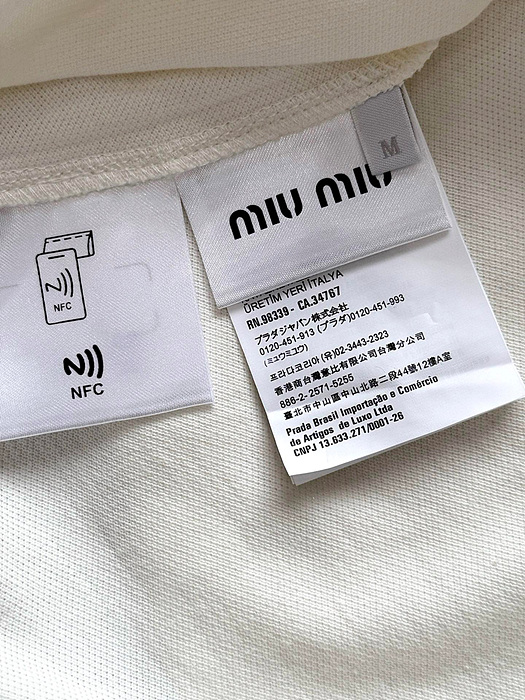 M
miu miu
NFC
NFC
ÜRETİM YERİ İTALYA
RN.98339 - CA.34767
プラダジャパン株式会社
0120-451-913 (プラダ)0120-451-993
(ミュウミュウ)
프라다코리아 (유)02-3443-2323
香港商台灣惠比有限公司台灣分公司
886-2-2571-5255
臺北市中山區中山北路二段44號12樓A室
Prada Brasil Importação e Comércio
de Artigos de Luxo Ltda
CNPJ 13.633.271/0001-26